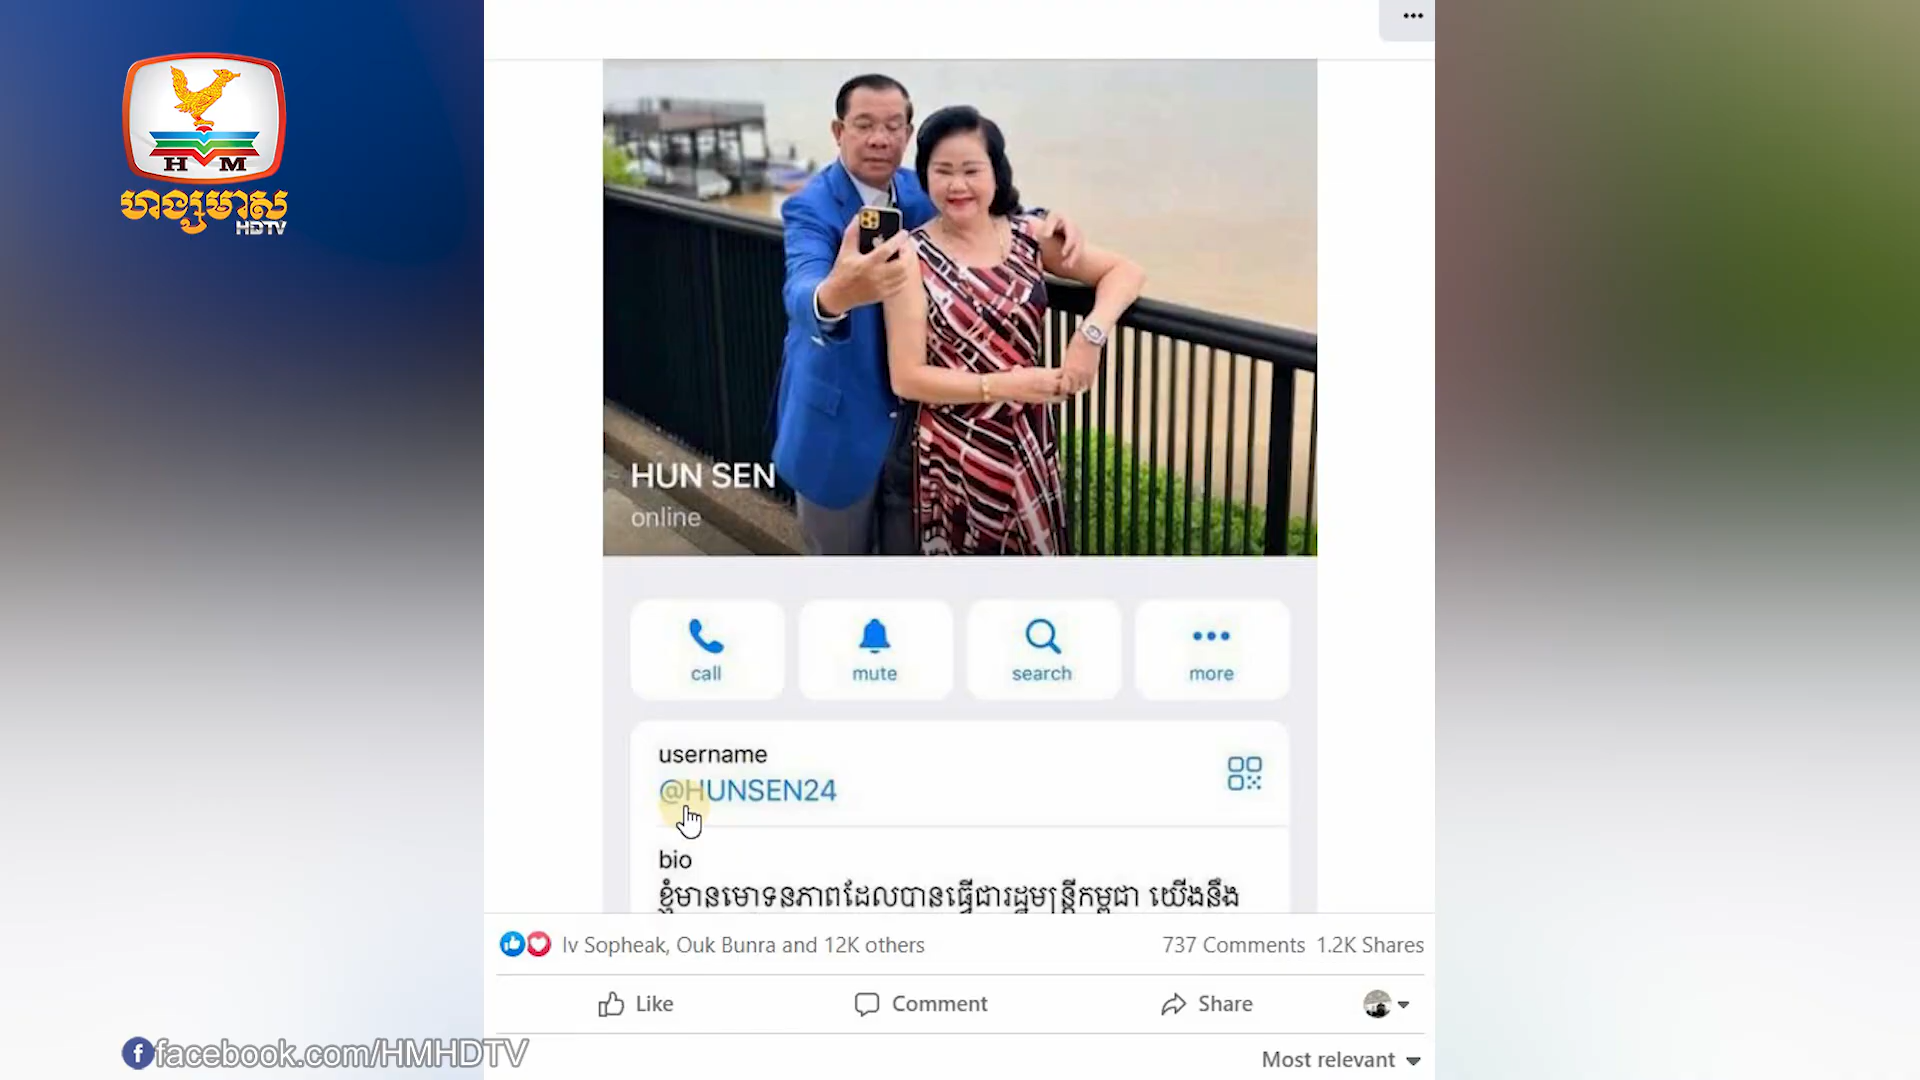 H M
ហង្សមាស
HDTV
HUN SEN
online
call
mute
search
more
username
@HUNSEN24
bio
ខ្ញុំមានមោទនភាពដែលបានធ្វើជារដ្ឋមន្ត្រីកម្ពុជា យើងនឹង
Iv Sopheak, Ouk Bunra and 12K others
737 Comments 1.2K Shares
Like
Comment
Share
Most relevant
facebook.com/HMHDTV